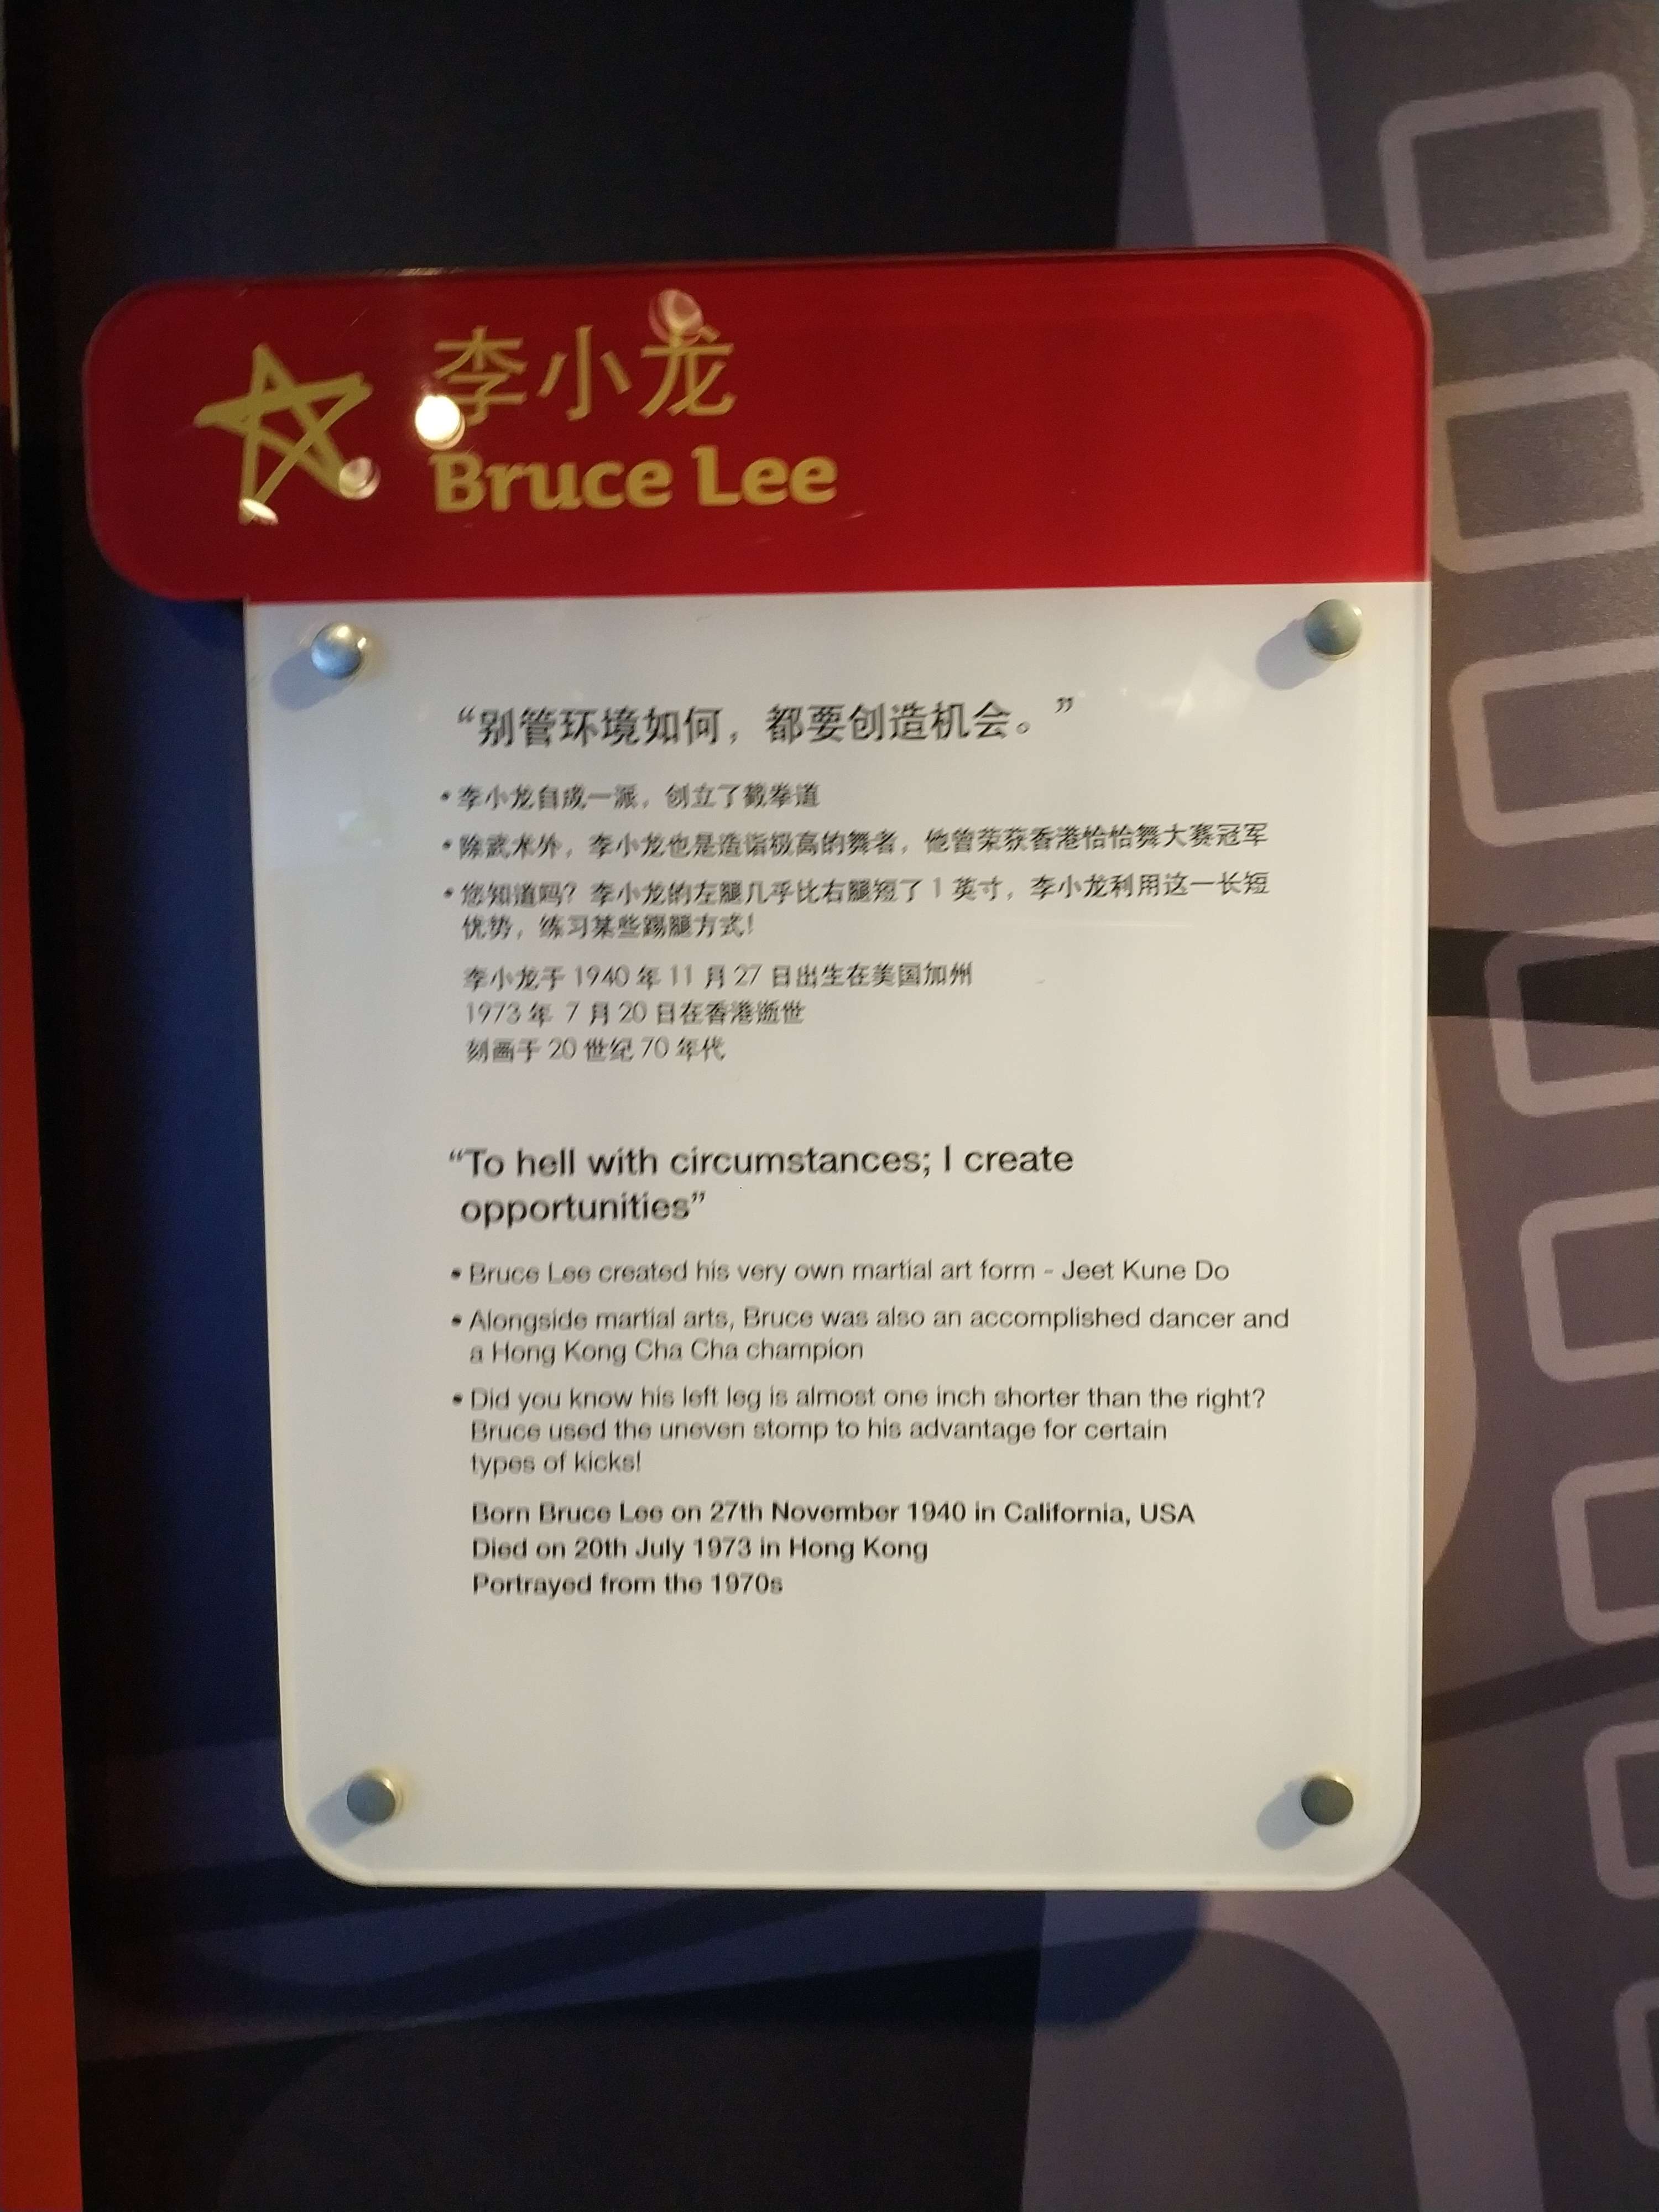 李小龙
Bruce Lee
“别管环境如何，都要创造机会。”
• 李小龙自成一派，创立了截拳道
• 除武术外，李小龙也是造诣极高的舞者，他曾荣获香港恰恰舞大赛冠军
• 您知道吗？李小龙的左腿几乎比右腿短了 1 英寸，李小龙利用这一长短
优势，练习某些踢腿方式！
李小龙于 1940 年 11 月 27 日出生在美国加州
1973 年 7 月 20 日在香港逝世
刻画于 20 世纪 70 年代
“To hell with circumstances; I create
opportunities”
• Bruce Lee created his very own martial art form - Jeet Kune Do
• Alongside martial arts, Bruce was also an accomplished dancer and
a Hong Kong Cha Cha champion
• Did you know his left leg is almost one inch shorter than the right?
Bruce used the uneven stomp to his advantage for certain
types of kicks!
Born Bruce Lee on 27th November 1940 in California, USA
Died on 20th July 1973 in Hong Kong
Portrayed from the 1970s